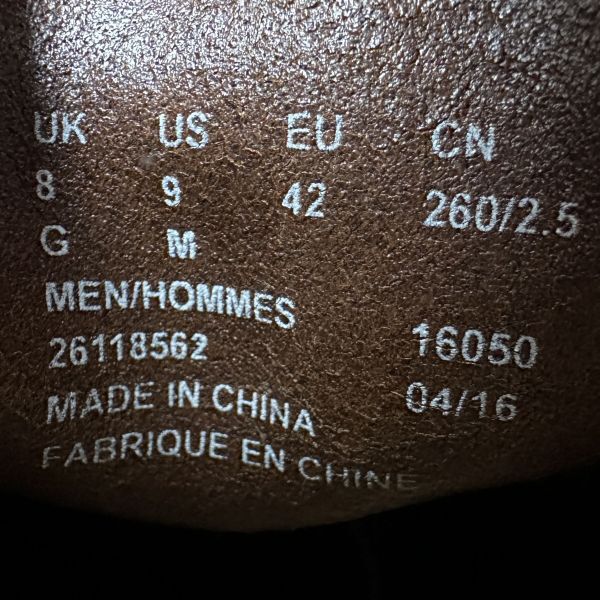 UK US EU CN
8 9 42 260/2.5
G M
MEN/HOMMES
26118562 16050
MADE IN CHINA 04/16
FABRIQUE EN CHINE